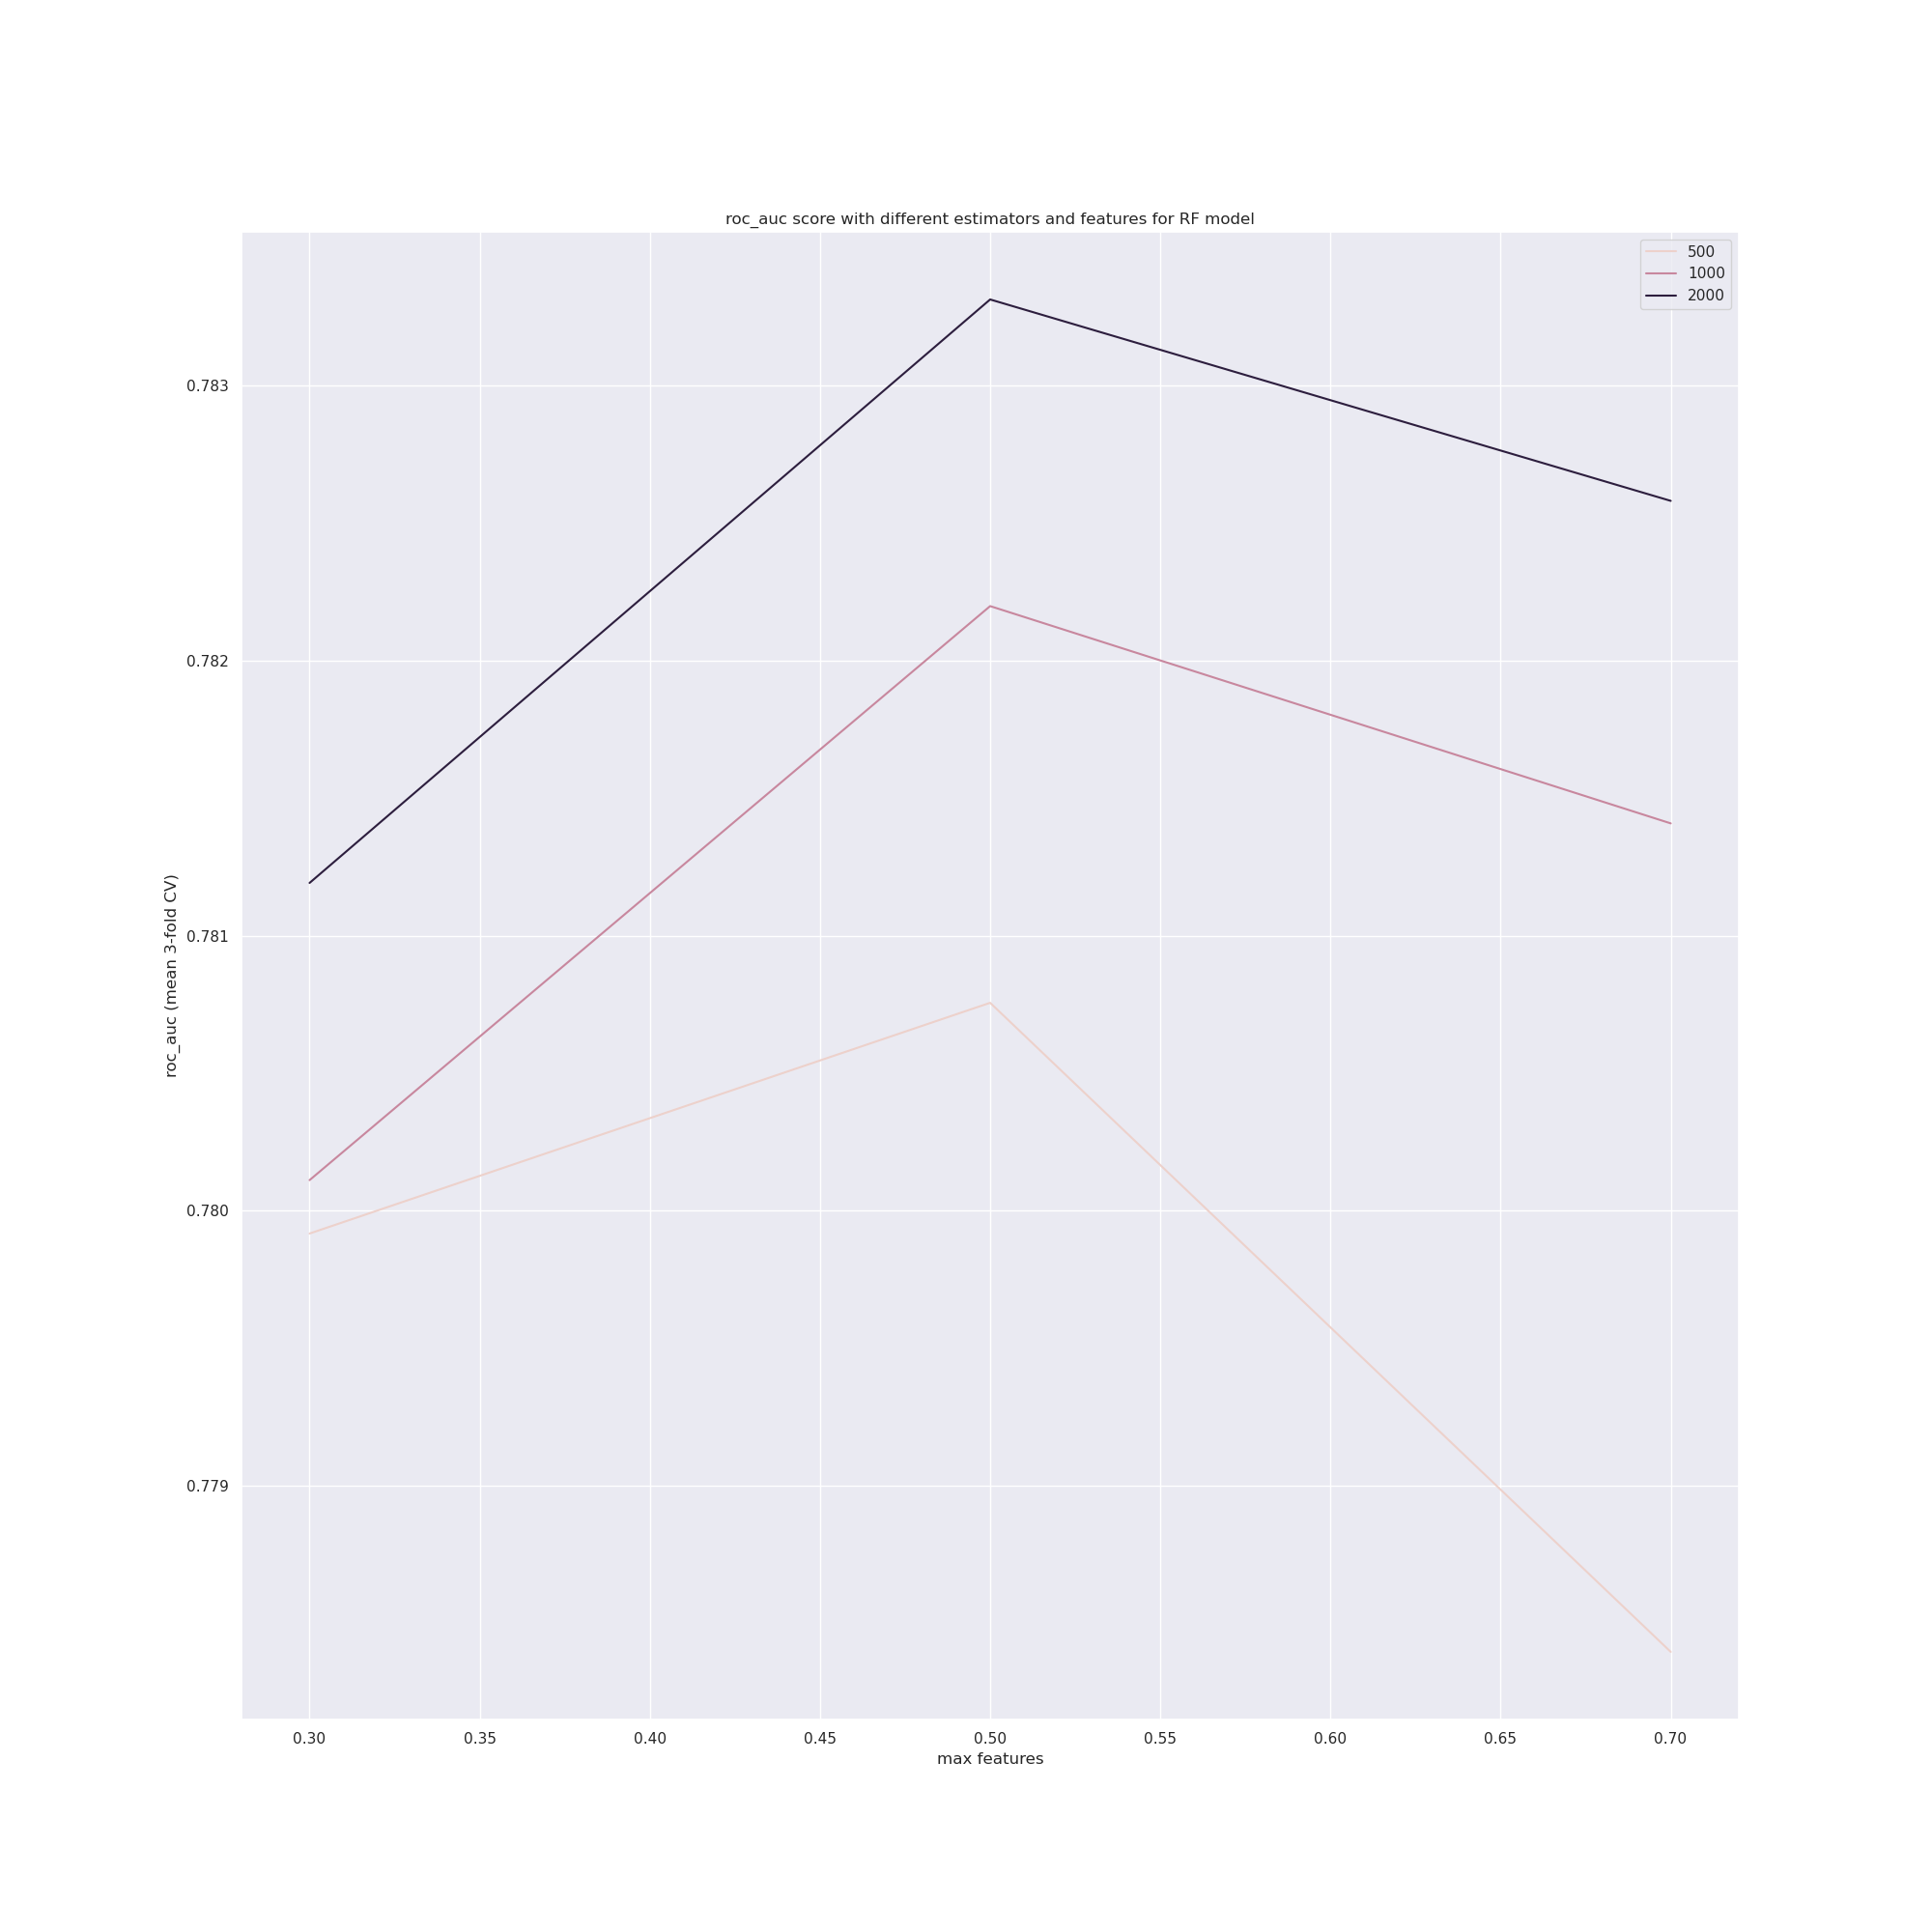 roc_auc score with different estimators and features for RF model
500
1000
2000
0.783
0.782
0.781
0.780
0.779
roc_auc (mean 3-fold CV)
0.30 0.35 0.40 0.45 0.50 0.55 0.60 0.65 0.70
max features